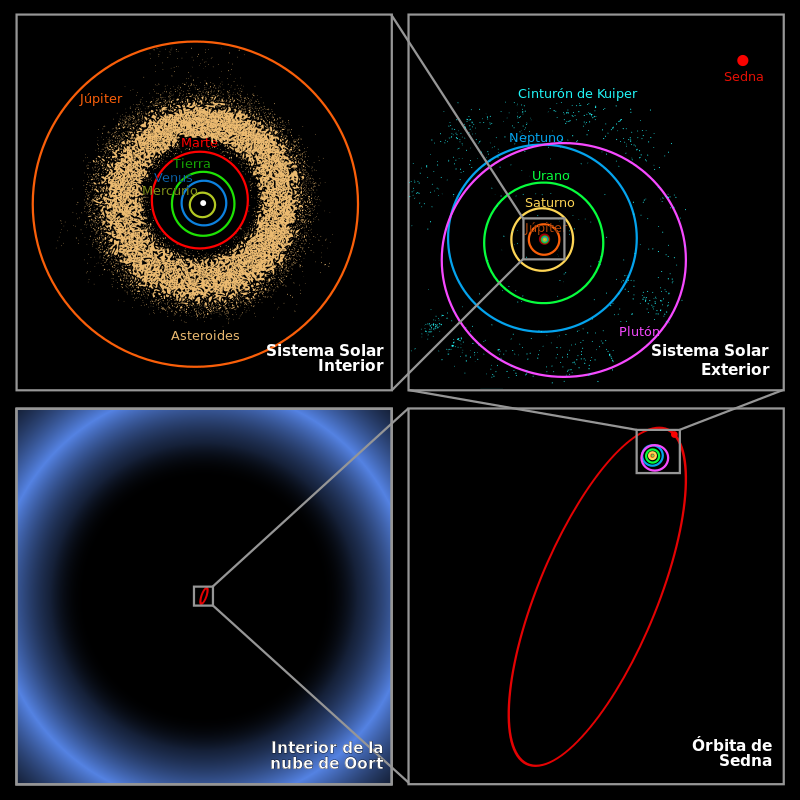 Júpiter
Marte
Tierra
Venus
Mercurio
Asteroides
Sistema Solar
Interior
Sedna
Cinturón de Kuiper
Neptuno
Urano
Saturno
Júpiter
Plutón
Sistema Solar
Exterior
Interior de la
nube de Oort
Órbita de
Sedna